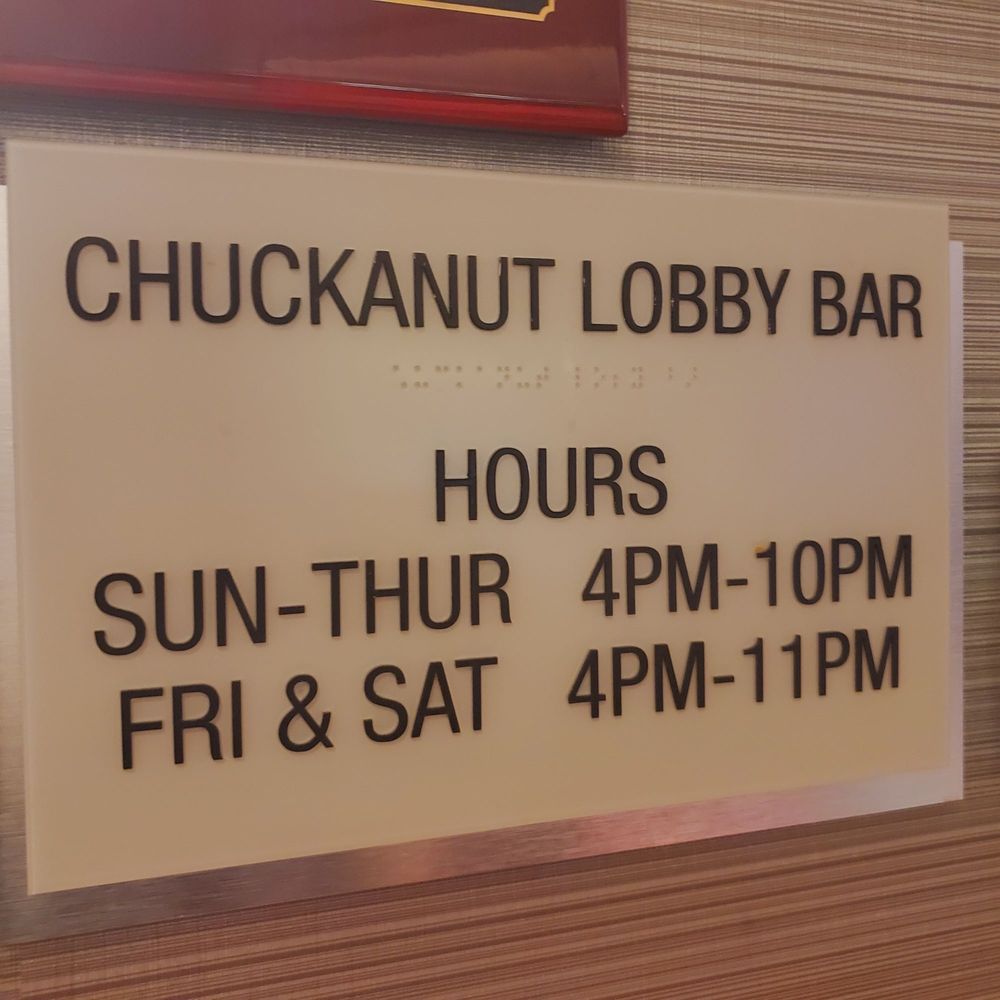 CHUCKANUT LOBBY BAR
HOURS
SUN-THUR 4PM-10PM
FRI & SAT 4PM-11PM